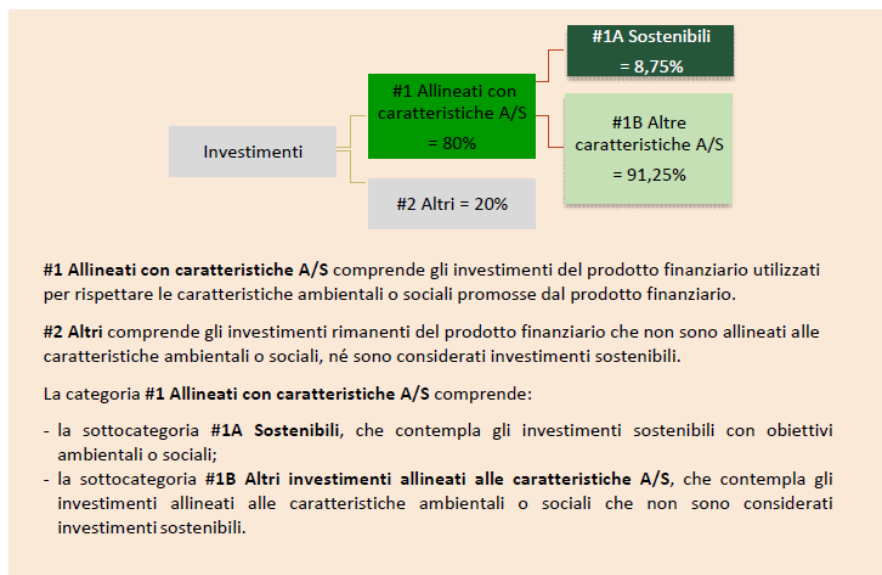 #1A Sostenibili
= 8,75%
#1 Allineati con
caratteristiche A/S
= 80%
#1B Altre
caratteristiche A/S
= 91,25%
Investimenti
#2 Altri = 20%
#1 Allineati con caratteristiche A/S comprende gli investimenti del prodotto finanziario utilizzati
per rispettare le caratteristiche ambientali o sociali promosse dal prodotto finanziario.
#2 Altri comprende gli investimenti rimanenti del prodotto finanziario che non sono allineati alle
caratteristiche ambientali o sociali, né sono considerati investimenti sostenibili.
La categoria #1 Allineati con caratteristiche A/S comprende:
- la sottocategoria #1A Sostenibili, che contempla gli investimenti sostenibili con obiettivi
ambientali o sociali;
- la sottocategoria #1B Altri investimenti allineati alle caratteristiche A/S, che contempla gli
investimenti allineati alle caratteristiche ambientali o sociali che non sono considerati
investimenti sostenibili.